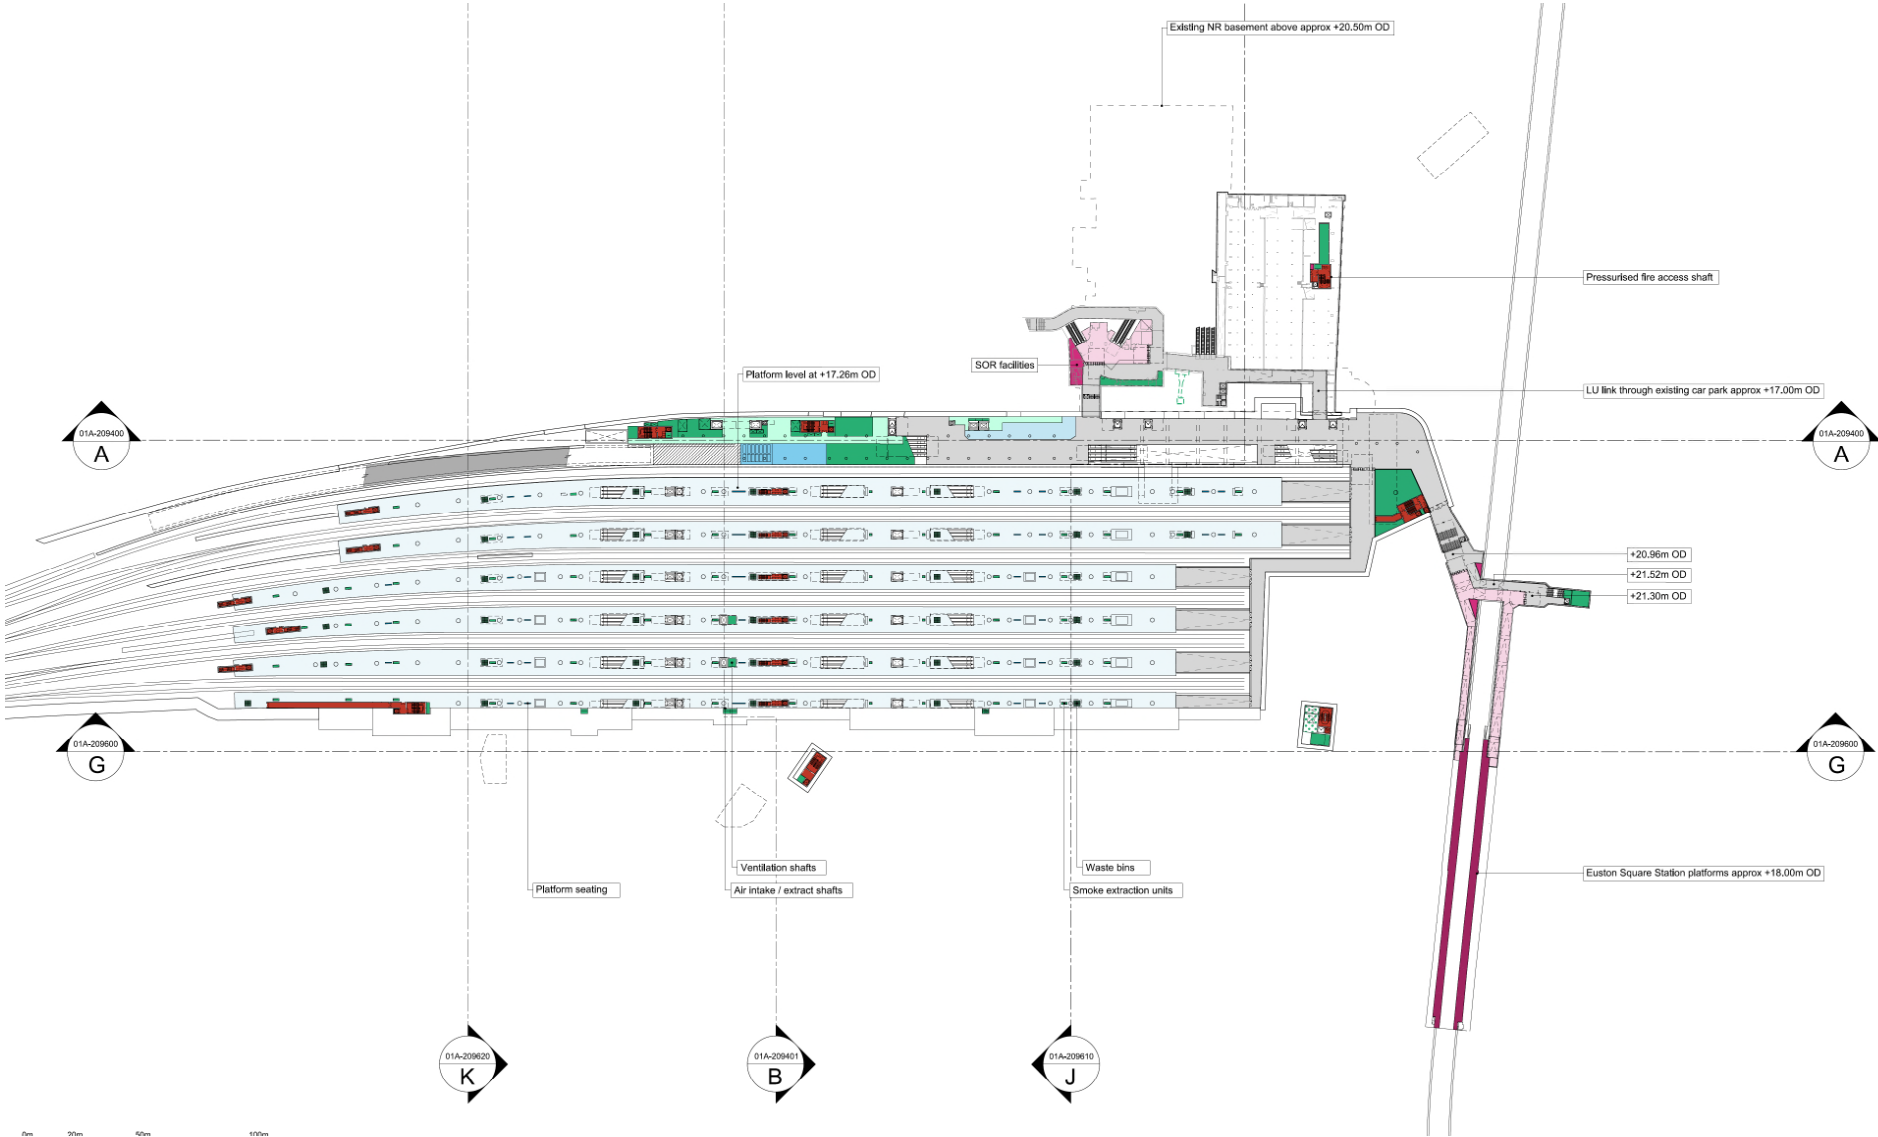 Existing NR basement above approx +20.50m OD
Pressurised fire access shaft
SOR facilities
Platform level at +17.26m OD
LU link through existing car park approx +17.00m OD
01A-209400
A
01A-209400
A
+20.96m OD
+21.52m OD
+21.30m OD
01A-209600
G
01A-209600
G
Ventilation shafts
Waste bins
Platform seating
Air intake / extract shafts
Smoke extraction units
Euston Square Station platforms approx +18.00m OD
01A-209620
K
01A-209401
B
01A-209610
J
0m 20m 50m 100m